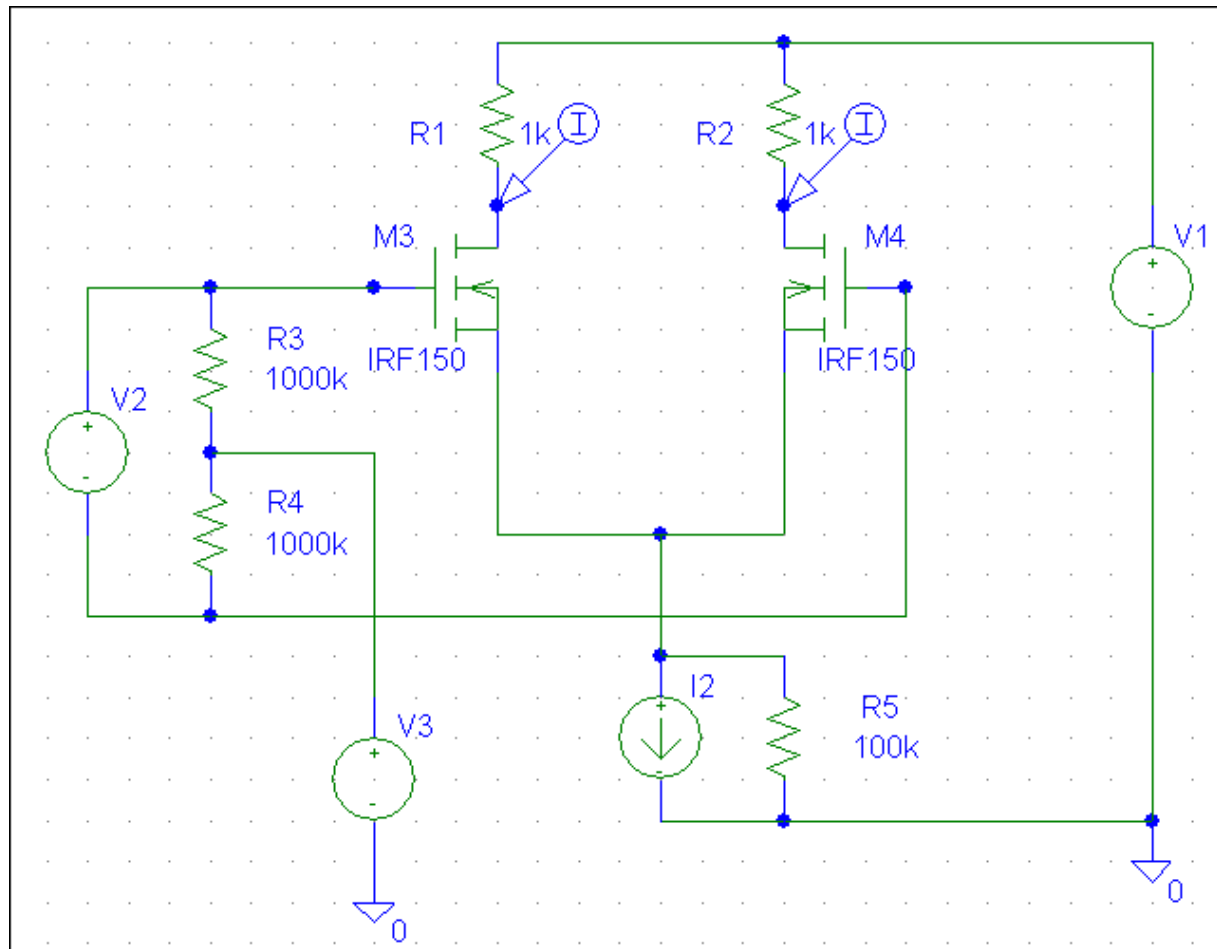 R1
1k
I
R2
1k
I
M3
M4
V1
+
-
R3
1000k
IRF150
IRF150
V2
+
-
R4
1000k
I2
+
-
R5
100k
V3
+
-
0
0